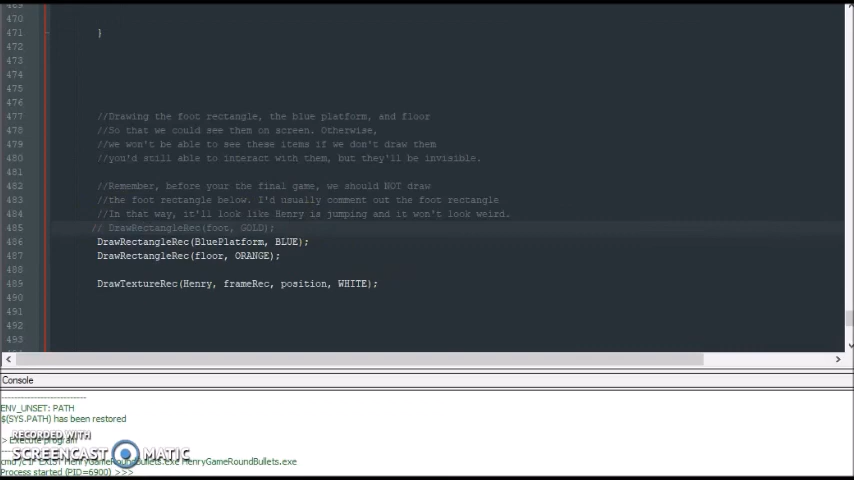 469
470
471 }
472
473
474
475
476
477 //Drawing the foot rectangle, the blue platform, and floor
478 //So that we could see them on screen. Otherwise,
479 //we won't be able to see these items if we don't draw them
480 //you'd still able to interact with them, but they'll be invisible.
481
482 //Remember, before your the final game, we should NOT draw
483 //the foot rectangle below. I'd usually comment out the foot rectangle
484 //In that way, it'll look like Henry is jumping and it won't look weird.
485 // DrawRectangleRec(foot, GOLD);
486 DrawRectangleRec(BluePlatform, BLUE);
487 DrawRectangleRec(floor, ORANGE);
488
489 DrawTextureRec(Henry, frameRec, position, WHITE);
490
491
492
493
Console
------------------------
ENV_UNSET: PATH
$(SYS.PATH) has been restored
RECORDED WITH
> Execute program
SCREENCAST MATIC
cmd /c IF EXIST HenryGameRoundBullets.exe HenryGameRoundBullets.exe
Process started (PID=6900) >>>